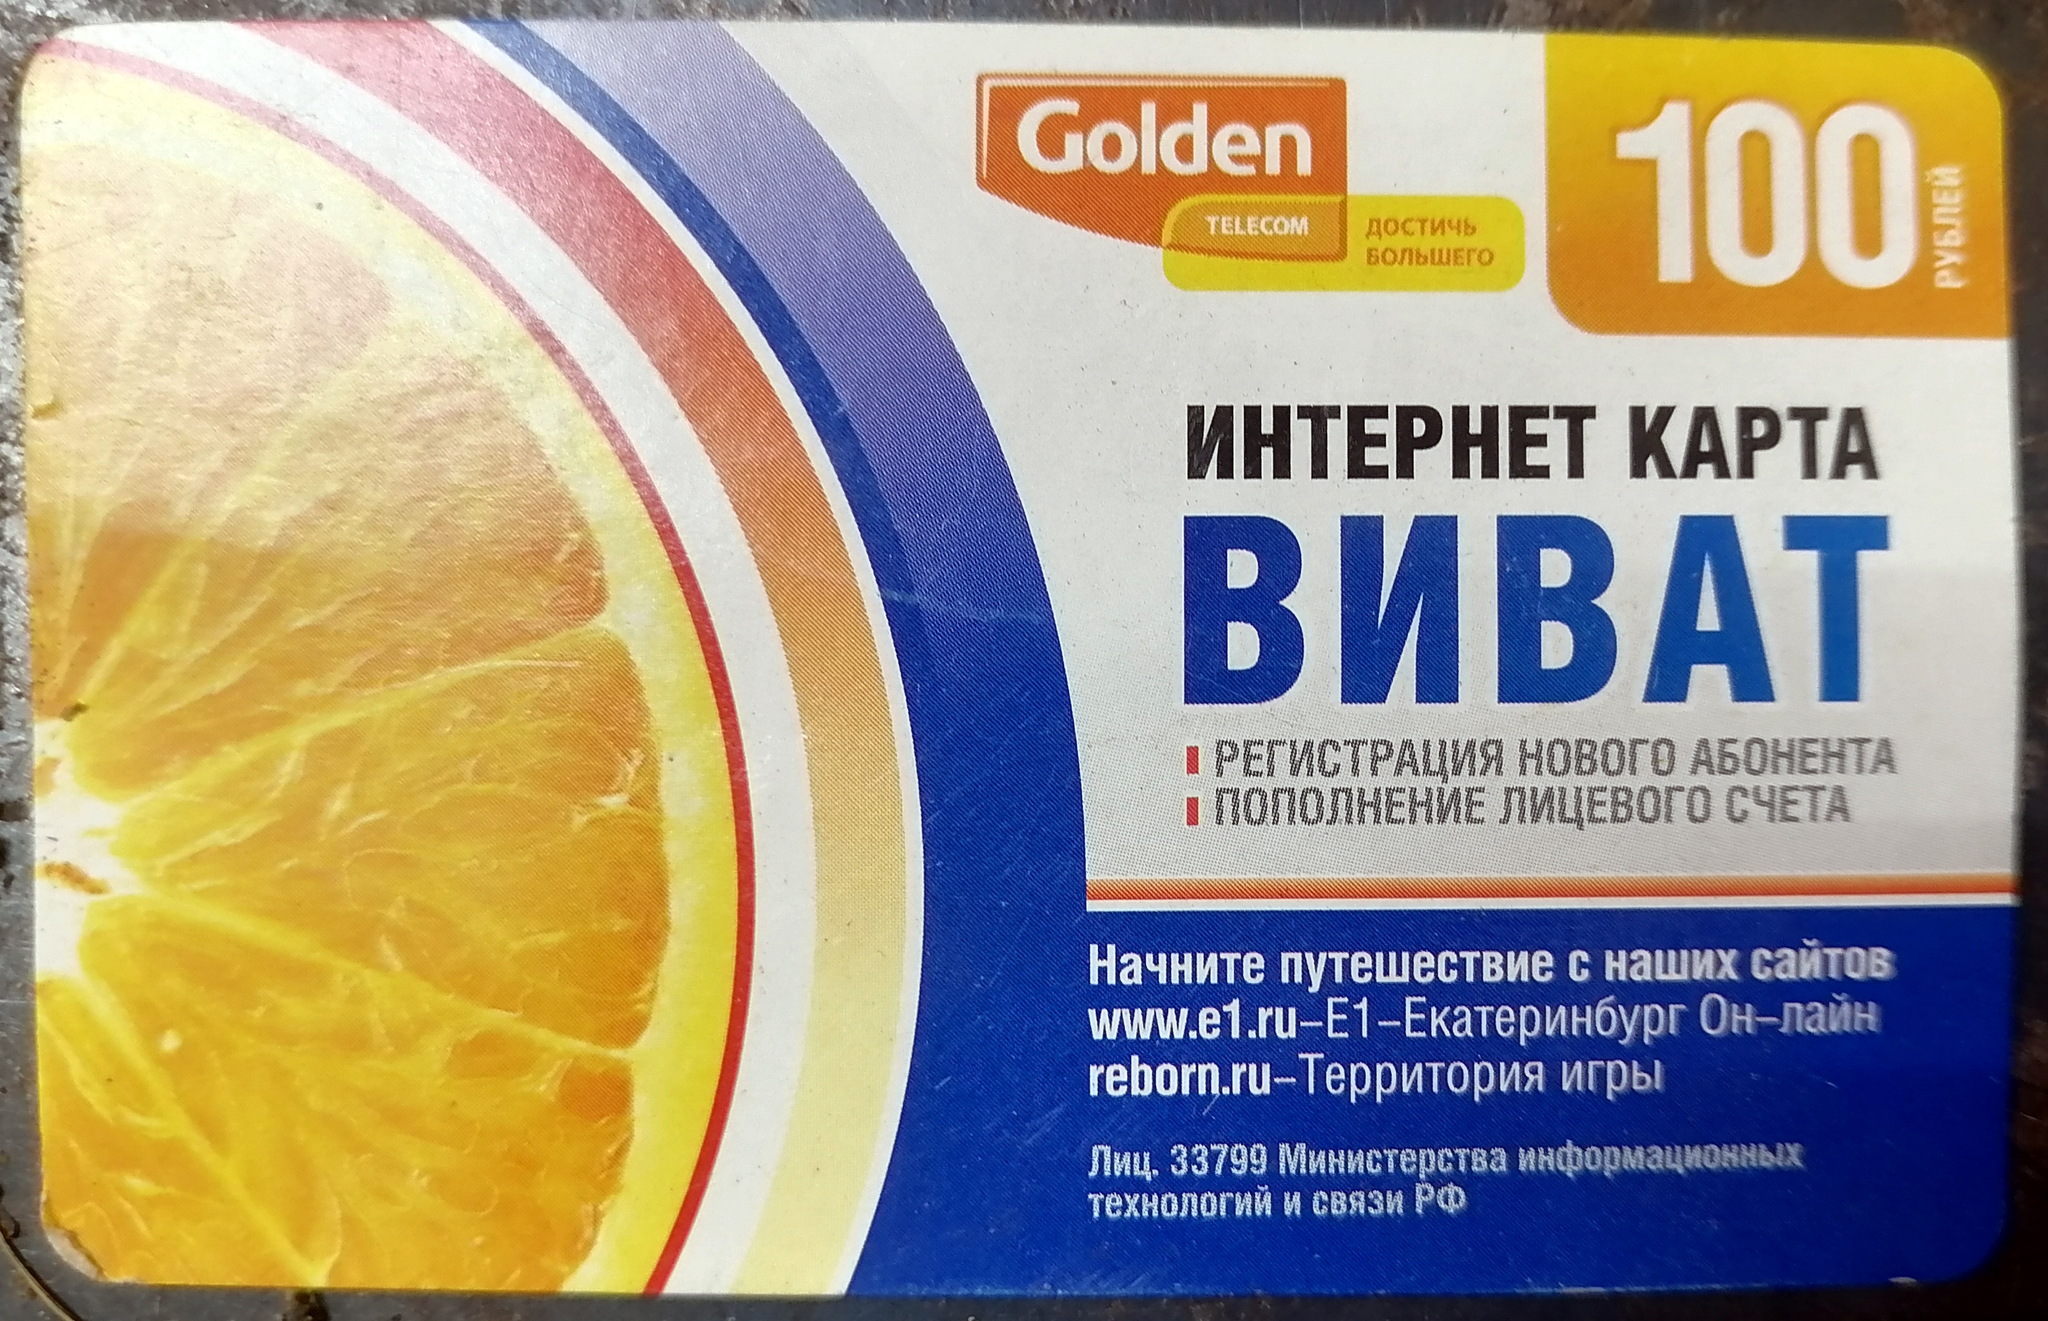 Golden
TELECOM
ДОСТИЧЬ
БОЛЬШЕГО
100
РУБЛЕЙ
ИНТЕРНЕТ КАРТА
ВИВАТ
РЕГИСТРАЦИЯ НОВОГО АБОНЕНТА
ПОПОЛНЕНИЕ ЛИЦЕВОГО СЧЕТА
Начните путешествие с наших сайтов
www.e1.ru–E1–Екатеринбург Он–лайн
reborn.ru–Территория игры
Лиц. 33799 Министерства информационных
технологий и связи РФ